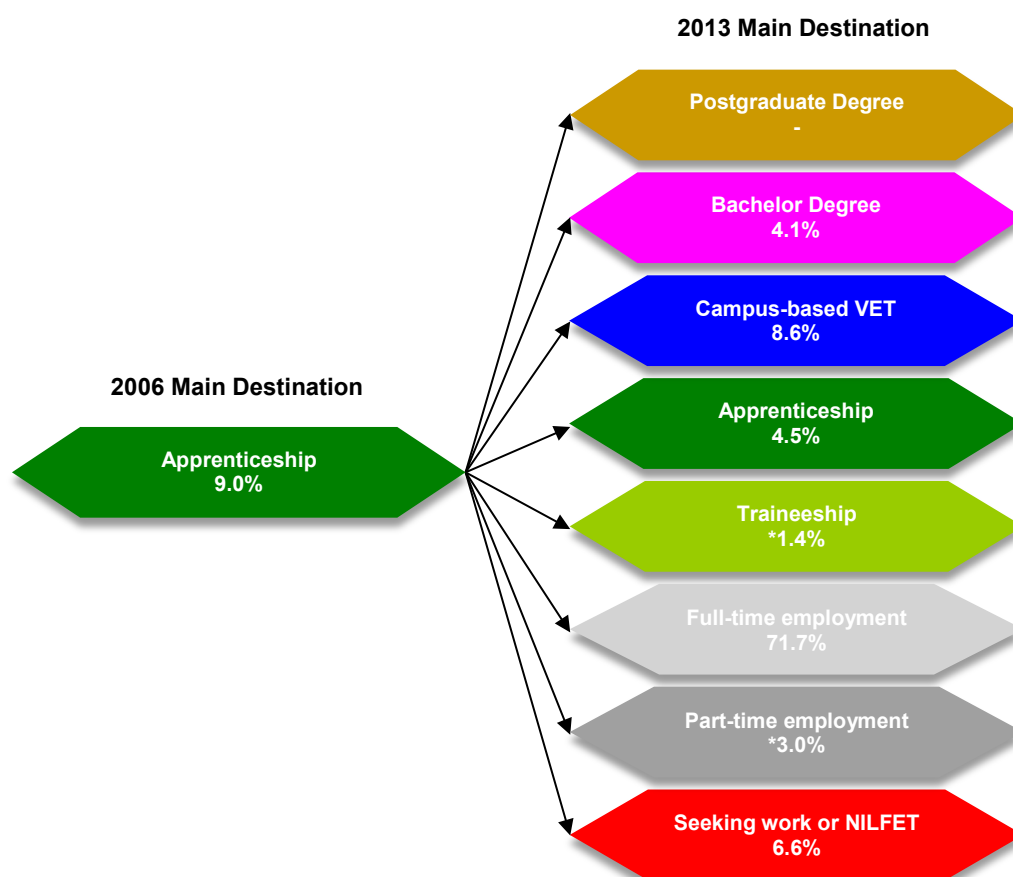 2013 Main Destination
Postgraduate Degree
-
Bachelor Degree
4.1%
Campus-based VET
8.6%
2006 Main Destination
Apprenticeship
9.0%
Apprenticeship
4.5%
Traineeship
*1.4%
Full-time employment
71.7%
Part-time employment
*3.0%
Seeking work or NILFET
6.6%